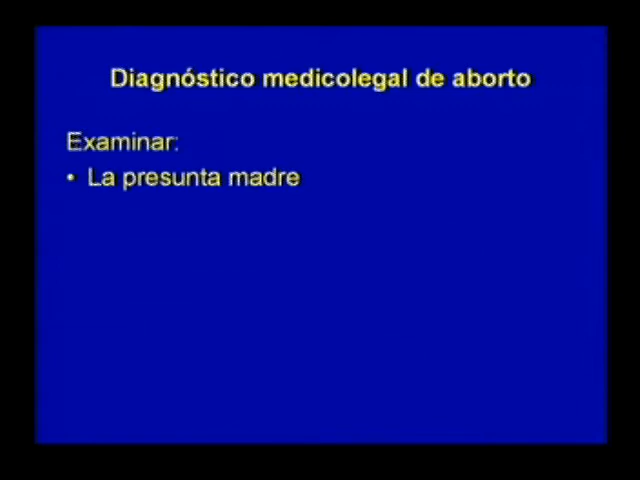 Diagnóstico medicolegal de aborto
Examinar:
• La presunta madre